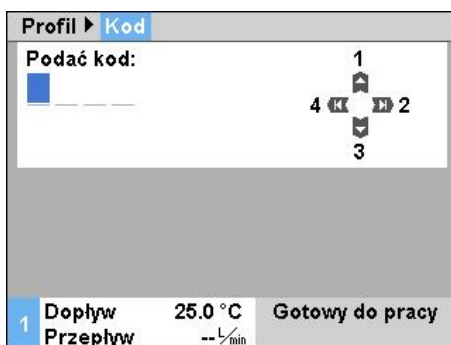 Profil ▶ Kod
Podać kod:
1
4 2
3
1
Dopływ 25.0 °C
Przepływ -- L/min
Gotowy do pracy